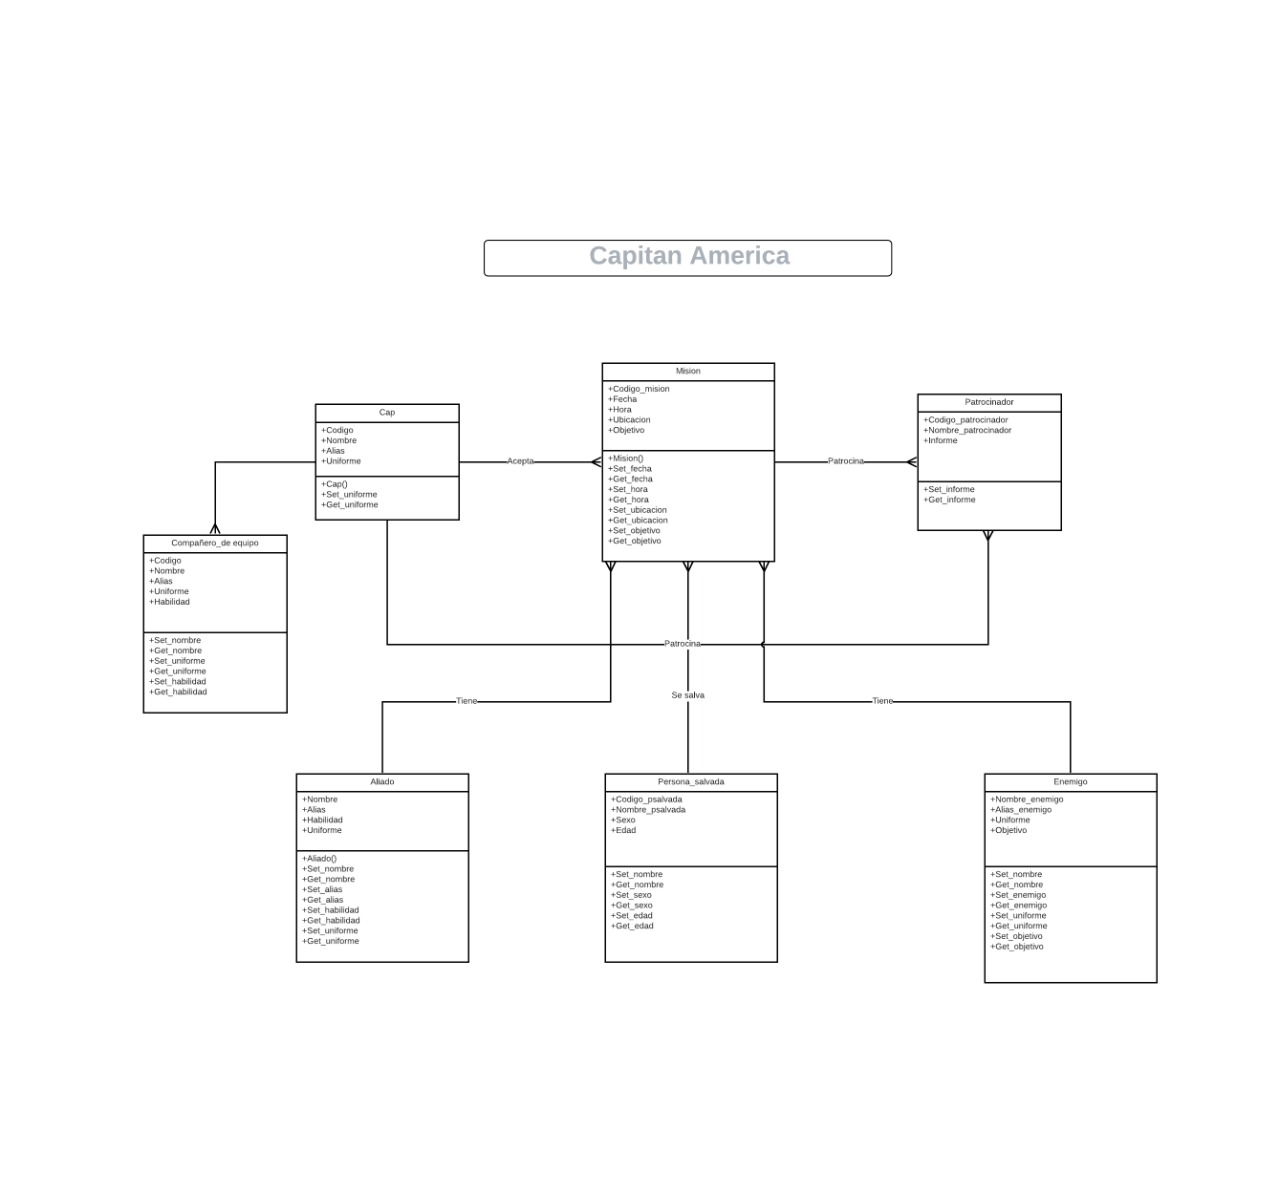 Capitan America
Mision
+Codigo_mision
+Fecha
+Hora
+Ubicacion
+Objetivo
+Mision()
+Set_fecha
+Get_fecha
+Set_hora
+Get_hora
+Set_ubicacion
+Get_ubicacion
+Set_objetivo
+Get_objetivo
Patrocinador
+Codigo_patrocinador
+Nombre_patrocinador
+Informe
+Set_informe
+Get_informe
Cap
+Codigo
+Nombre
+Alias
+Uniforme
+Cap()
+Set_uniforme
+Get_uniforme
Acepta
Patrocina
Compañero_de equipo
+Codigo
+Nombre
+Alias
+Uniforme
+Habilidad
+Set_nombre
+Get_nombre
+Set_uniforme
+Get_uniforme
+Set_habilidad
+Get_habilidad
Patrocina
Tiene
Se salva
Tiene
Aliado
+Nombre
+Alias
+Habilidad
+Uniforme
+Aliado()
+Set_nombre
+Get_nombre
+Set_alias
+Get_alias
+Set_habilidad
+Get_habilidad
+Set_uniforme
+Get_uniforme
Persona_salvada
+Codigo_psalvada
+Nombre_psalvada
+Sexo
+Edad
+Set_nombre
+Get_nombre
+Set_sexo
+Get_sexo
+Set_edad
+Get_edad
Enemigo
+Nombre_enemigo
+Alias_enemigo
+Uniforme
+Objetivo
+Set_nombre
+Get_nombre
+Set_enemigo
+Get_enemigo
+Set_uniforme
+Get_uniforme
+Set_objetivo
+Get_objetivo